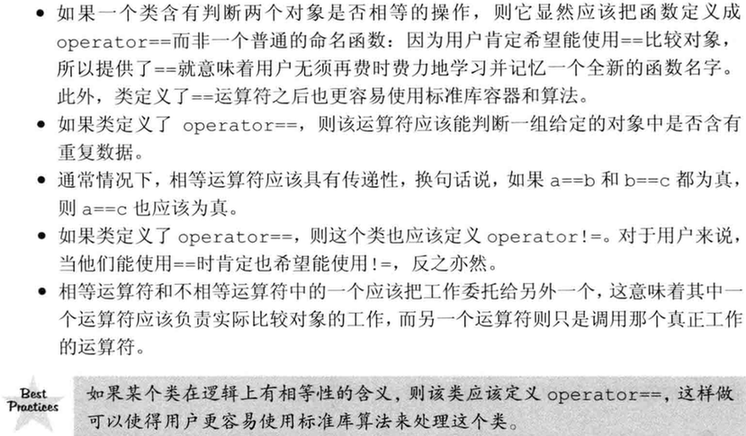 ● 如果一个类含有判断两个对象是否相等的操作，则它显然应该把函数定义成
operator==而非一个普通的命名函数：因为用户肯定希望能使用==比较对象，
所以提供了==就意味着用户无须再费时费力地学习并记忆一个全新的函数名字。
此外，类定义了==运算符之后也更容易使用标准库容器和算法。
● 如果类定义了 operator==，则该运算符应该能判断一组给定的对象中是否含有
重复数据。
● 通常情况下，相等运算符应该具有传递性，换句话说，如果 a==b 和 b==c 都为真，
则 a==c 也应该为真。
● 如果类定义了 operator==，则这个类也应该定义 operator!=。对于用户来说，
当他们能使用==时肯定也希望能使用!=，反之亦然。
● 相等运算符和不相等运算符中的一个应该把工作委托给另外一个，这意味着其中一
个运算符应该负责实际比较对象的工作，而另一个运算符则只是调用那个真正工作
的运算符。
Best
Practices
如果某个类在逻辑上有相等性的含义，则该类应该定义 operator==，这样做
可以使得用户更容易使用标准库算法来处理这个类。